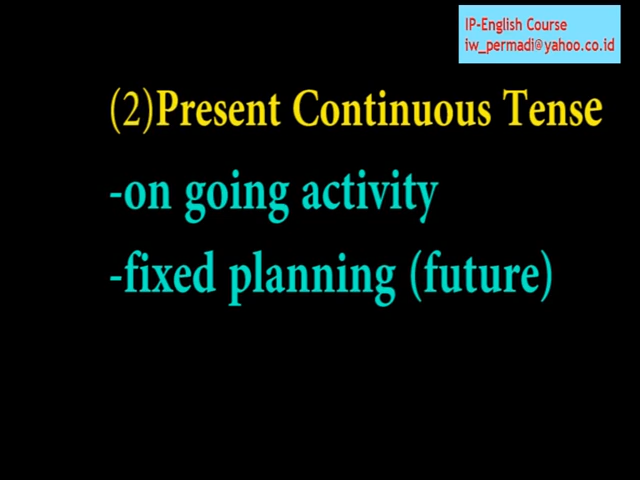 IP-English Course
iw_permadi@yahoo.co.id
(2)Present Continuous Tense
-on going activity
-fixed planning (future)